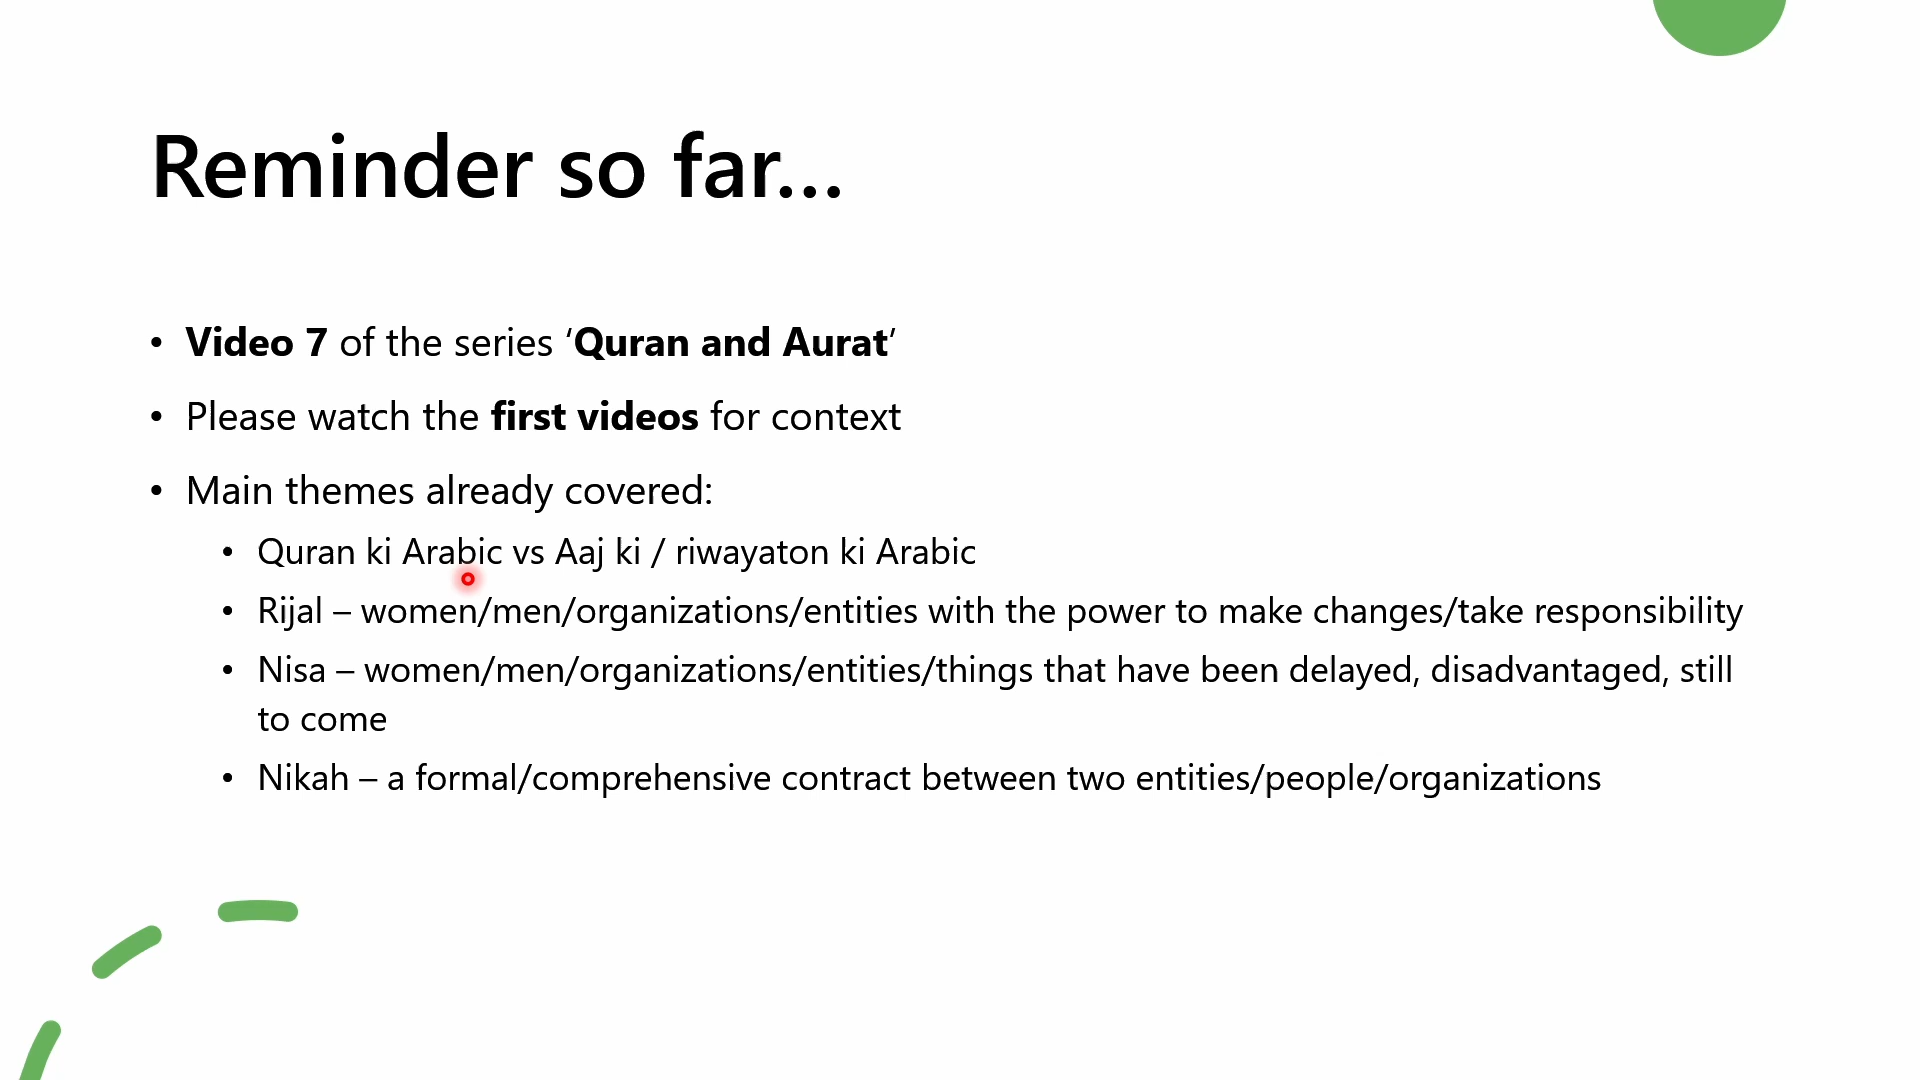 Reminder so far…
• Video 7 of the series ‘Quran and Aurat’
• Please watch the first videos for context
• Main themes already covered:
• Quran ki Arabic vs Aaj ki / riwayaton ki Arabic
• Rijal – women/men/organizations/entities with the power to make changes/take responsibility
• Nisa – women/men/organizations/entities/things that have been delayed, disadvantaged, still
to come
• Nikah – a formal/comprehensive contract between two entities/people/organizations